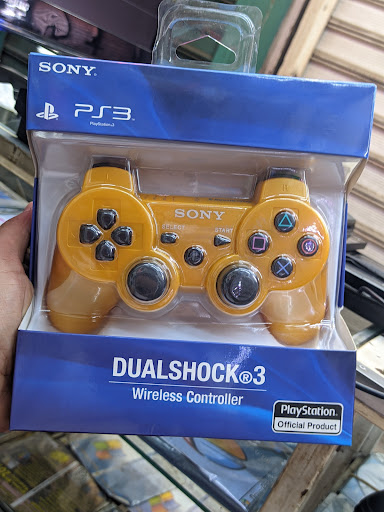 SONY
PS3
PlayStation 3
SONY
SELECT
START
DUALSHOCK®3
Wireless Controller
PlayStation
Official Product